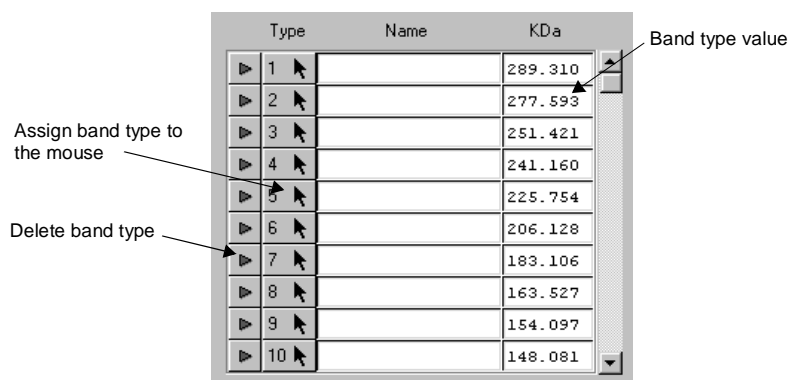 Type Name KDa
Band type value
1 289.310
2 277.593
Assign band type to
the mouse
3 251.421
4 241.160
5 225.754
Delete band type
6 206.128
7 183.106
8 163.527
9 154.097
10 148.081